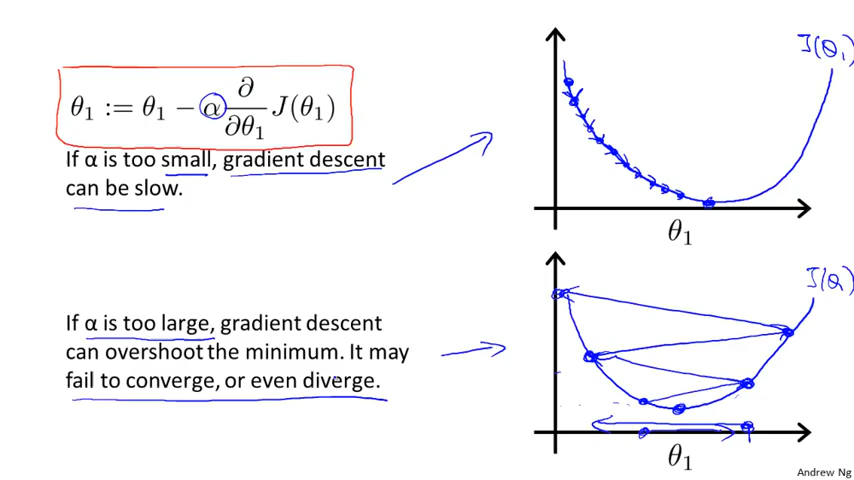 θ₁ := θ₁ − α ∂/∂θ₁ J(θ₁)
If α is too small, gradient descent
can be slow.
J(θ₁)
θ₁
If α is too large, gradient descent
can overshoot the minimum. It may
fail to converge, or even diverge.
J(θ)
θ₁
Andrew Ng